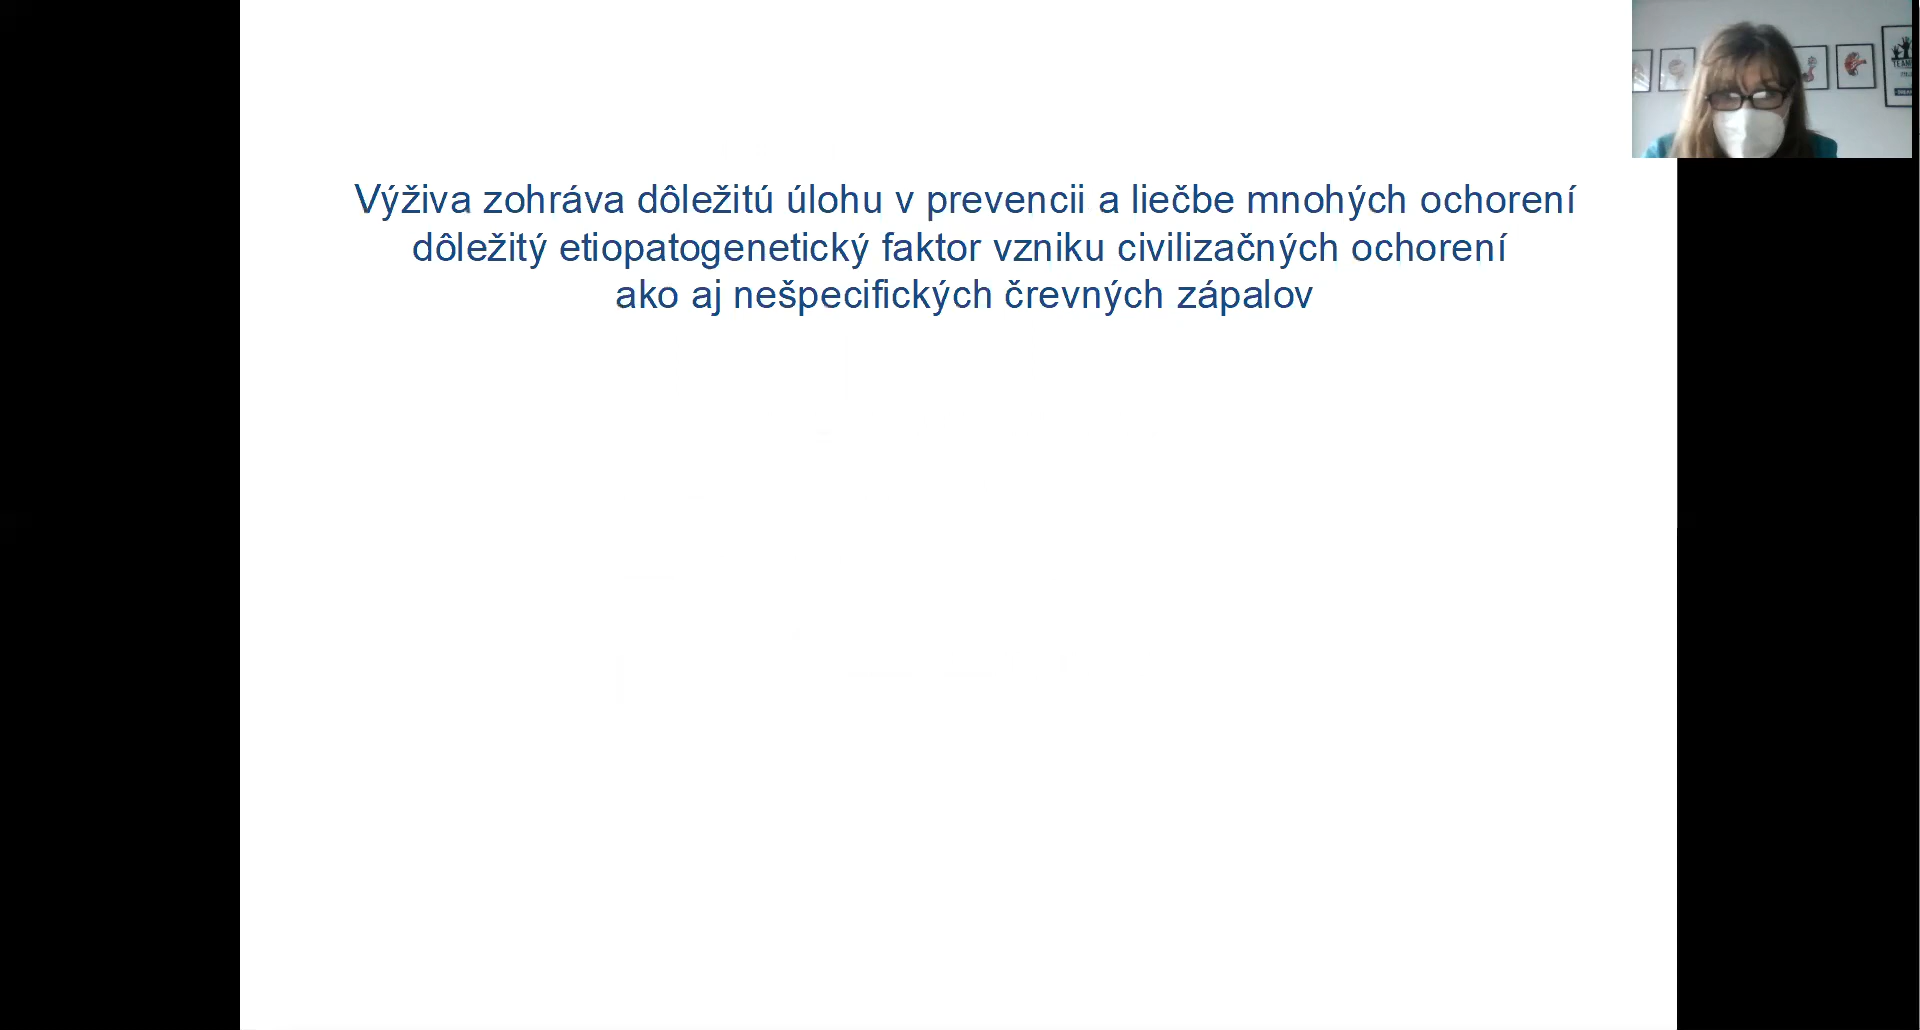 Výživa zohráva dôležitú úlohu v prevencii a liečbe mnohých ochorení
dôležitý etiopatogenetický faktor vzniku civilizačných ochorení
ako aj nešpecifických črevných zápalov